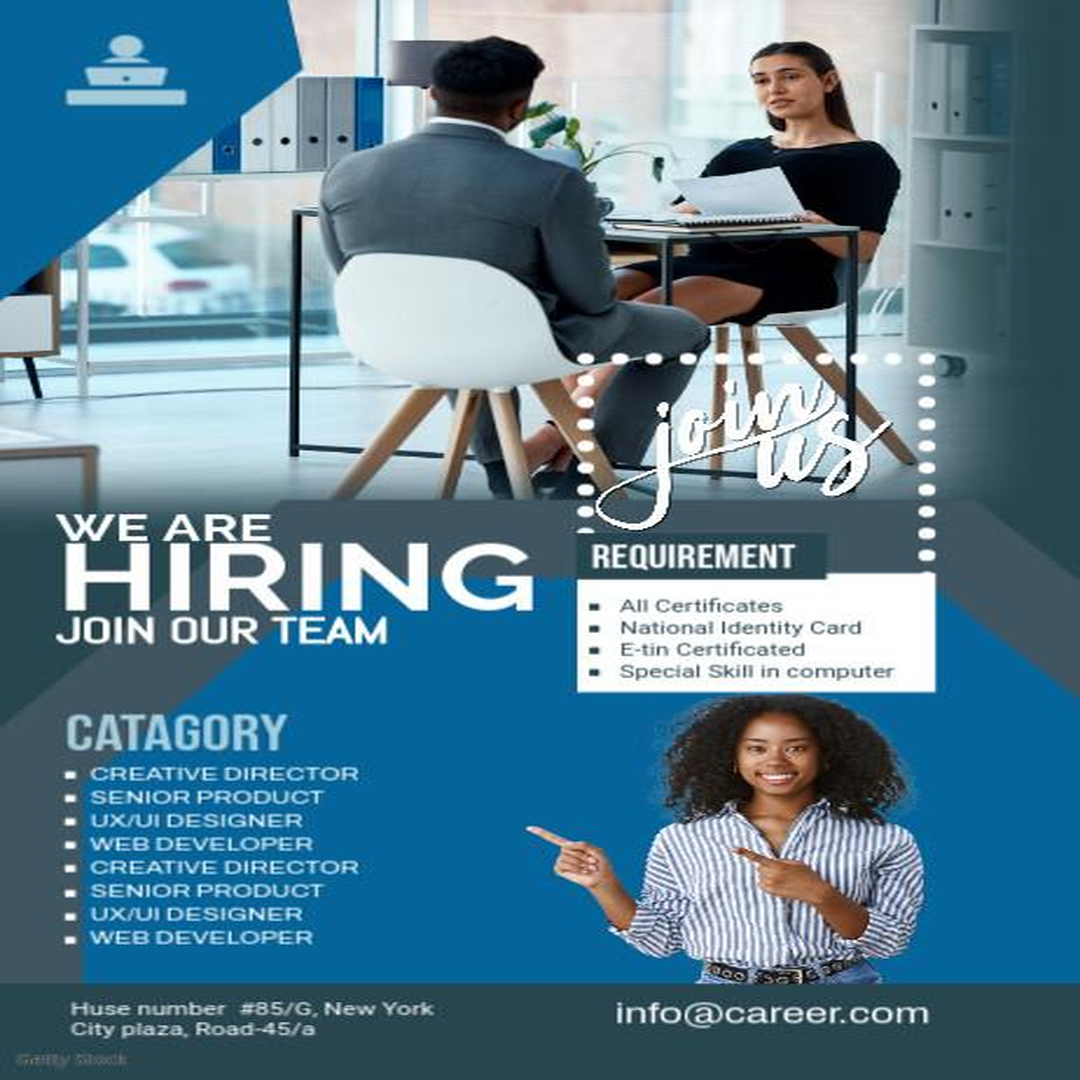 join
us
WE ARE
HIRING
JOIN OUR TEAM
REQUIREMENT
All Certificates
National Identity Card
E-tin Certificated
Special Skill in computer
CATAGORY
CREATIVE DIRECTOR
SENIOR PRODUCT
UX/UI DESIGNER
WEB DEVELOPER
CREATIVE DIRECTOR
SENIOR PRODUCT
UX/UI DESIGNER
WEB DEVELOPER
Huse number #85/G, New York
City plaza, Road-45/a
info@career.com
Getty Stock